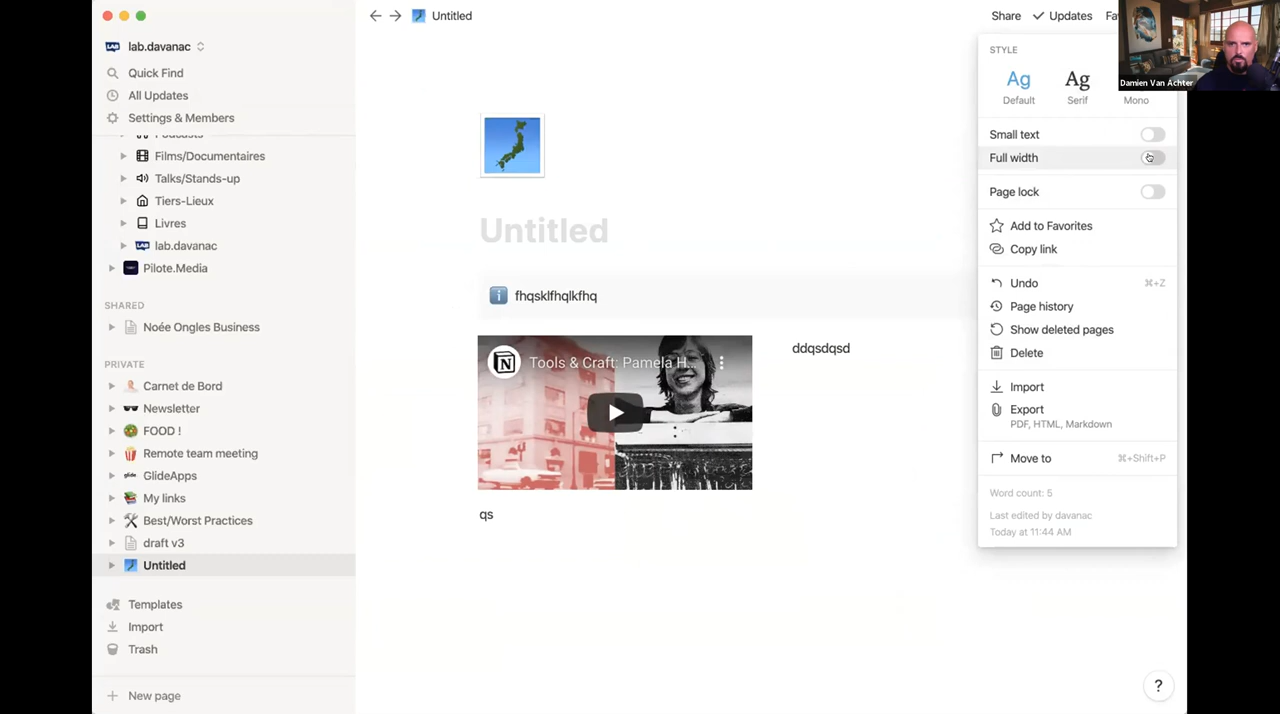 lab.davanac
Quick Find
All Updates
Settings & Members
Podcasts
Films/Documentaires
Talks/Stands-up
Tiers-Lieux
Livres
lab.davanac
Pilote.Media
SHARED
Noée Ongles Business
PRIVATE
Carnet de Bord
Newsletter
FOOD !
Remote team meeting
GlideApps
My links
Best/Worst Practices
draft v3
Untitled
Templates
Import
Trash
New page
Untitled
Share Updates
Untitled
fhqsklfhqlkfhq
Tools & Craft: Pamela H...
ddqsdqsd
qs
STYLE
Ag Ag
Default Serif Mono
Small text
Full width
Page lock
Add to Favorites
Copy link
Undo ⌘+Z
Page history
Show deleted pages
Delete
Import
Export
PDF, HTML, Markdown
Move to ⌘+Shift+P
Word count: 5
Last edited by davanac
Today at 11:44 AM
Damien Van Achter
?